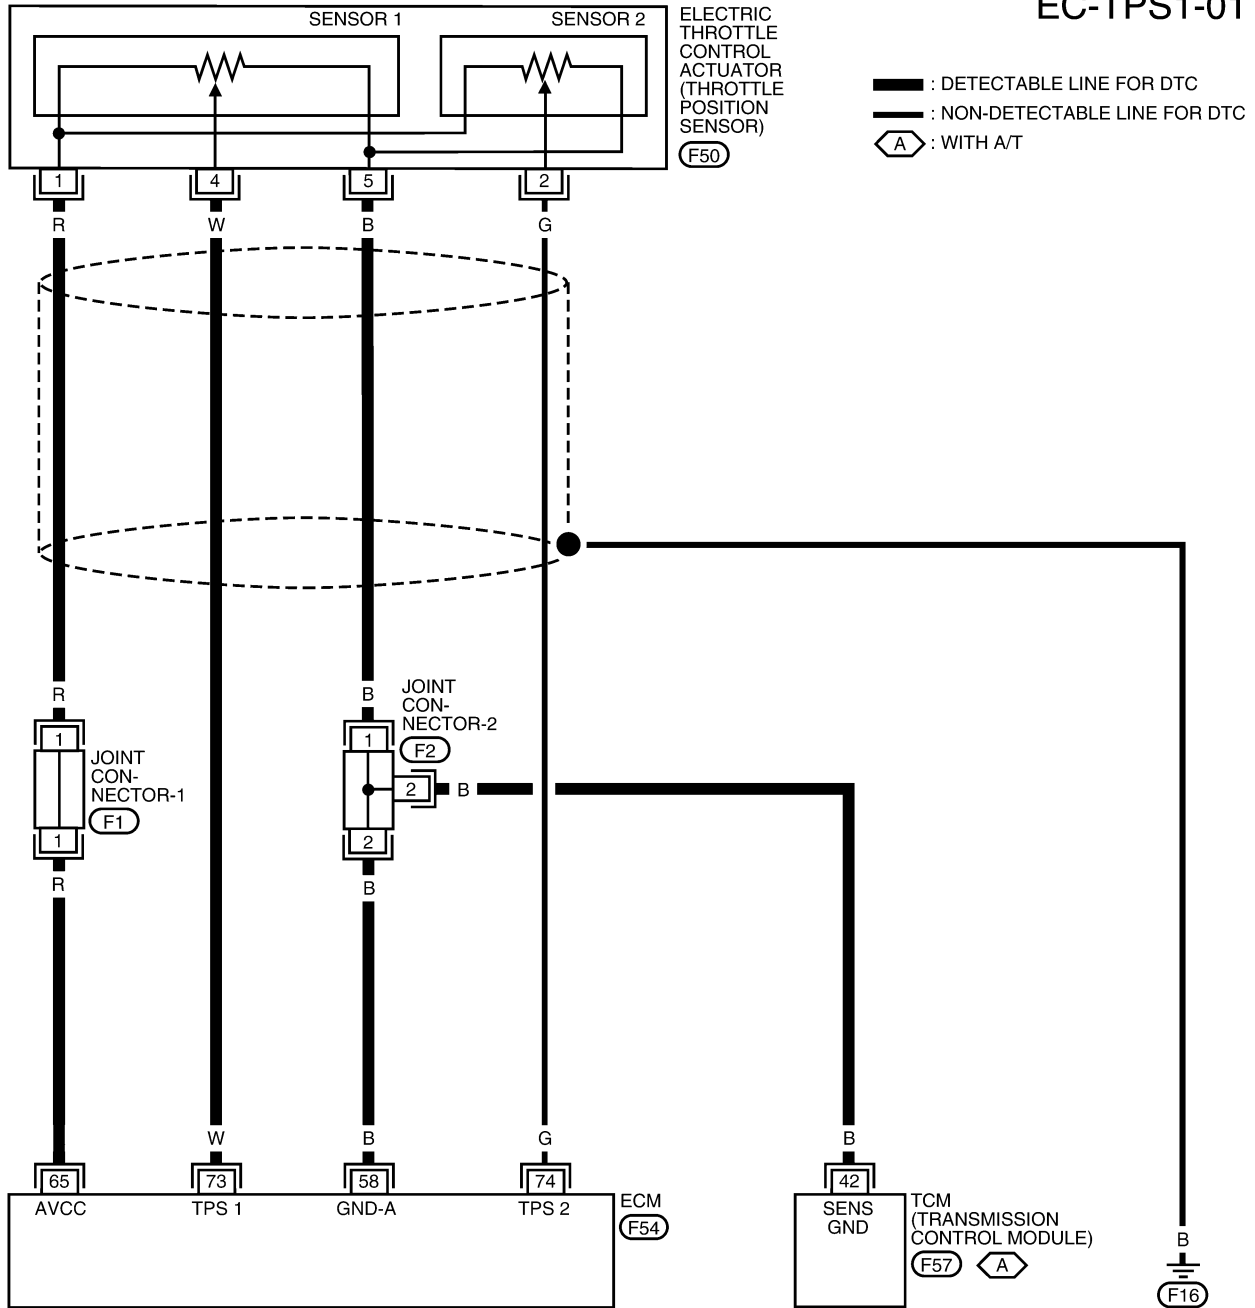 EC-TPS1-01
SENSOR 1
SENSOR 2
ELECTRIC
THROTTLE
CONTROL
ACTUATOR
(THROTTLE
POSITION
SENSOR)
F50
: DETECTABLE LINE FOR DTC
: NON-DETECTABLE LINE FOR DTC
A : WITH A/T
1 4 5 2
R W B G
R B
JOINT
CON-
NECTOR-2
F2
1 1
JOINT
CON-
NECTOR-1
F1
2 B
1 2
R B
W B G B
65 73 58 74 42
AVCC TPS 1 GND-A TPS 2
ECM
F54
SENS
GND
TCM
(TRANSMISSION
CONTROL MODULE)
F57 A
B
F16